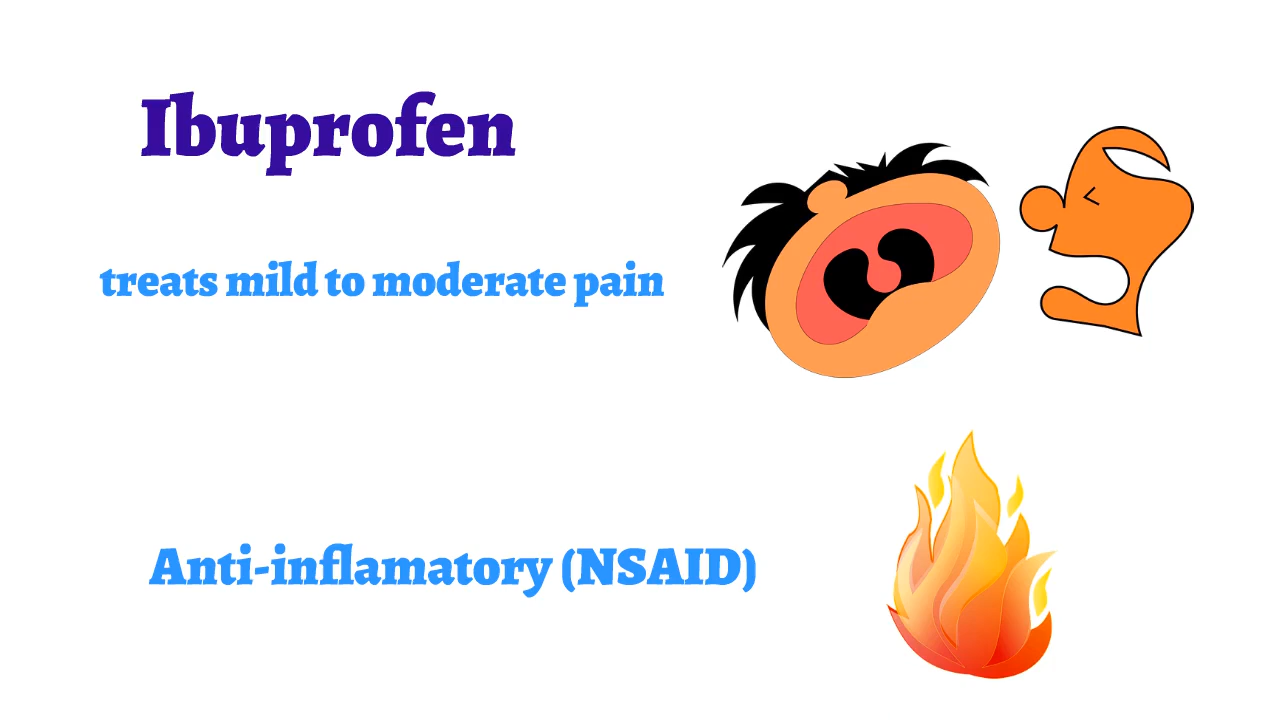 Ibuprofen
treats mild to moderate pain
Anti-inflamatory (NSAID)